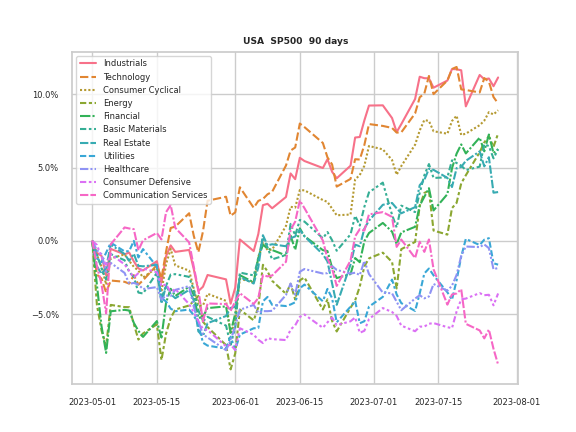 USA SP500 90 days
Industrials
Technology
Consumer Cyclical
Energy
Financial
Basic Materials
Real Estate
Utilities
Healthcare
Consumer Defensive
Communication Services
10.0%
5.0%
0.0%
−5.0%
2023-05-01 2023-05-15 2023-06-01 2023-06-15 2023-07-01 2023-07-15 2023-08-01